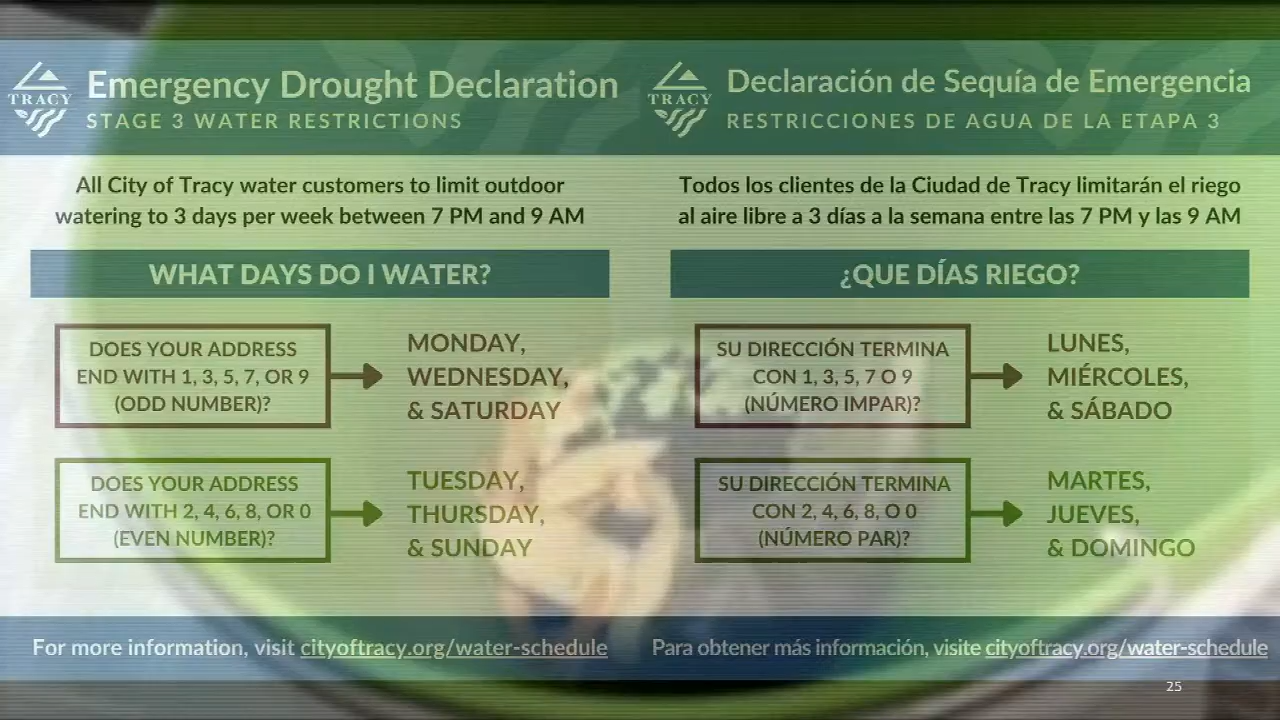 TRACY
Emergency Drought Declaration
STAGE 3 WATER RESTRICTIONS
All City of Tracy water customers to limit outdoor
watering to 3 days per week between 7 PM and 9 AM
WHAT DAYS DO I WATER?
DOES YOUR ADDRESS
END WITH 1, 3, 5, 7, OR 9
(ODD NUMBER)?
MONDAY,
WEDNESDAY,
& SATURDAY
DOES YOUR ADDRESS
END WITH 2, 4, 6, 8, OR 0
(EVEN NUMBER)?
TUESDAY,
THURSDAY,
& SUNDAY
For more information, visit cityoftracy.org/water-schedule
TRACY
Declaración de Sequía de Emergencia
RESTRICCIONES DE AGUA DE LA ETAPA 3
Todos los clientes de la Ciudad de Tracy limitarán el riego
al aire libre a 3 días a la semana entre las 7 PM y las 9 AM
¿QUE DÍAS RIEGO?
SU DIRECCIÓN TERMINA
CON 1, 3, 5, 7 O 9
(NÚMERO IMPAR)?
LUNES,
MIÉRCOLES,
& SÁBADO
SU DIRECCIÓN TERMINA
CON 2, 4, 6, 8, O 0
(NÚMERO PAR)?
MARTES,
JUEVES,
& DOMINGO
Para obtener más información, visite cityoftracy.org/water-schedule
25